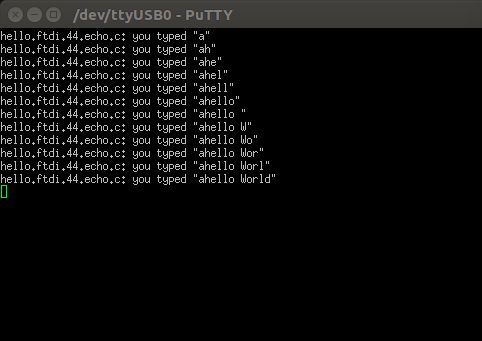 /dev/ttyUSB0 - PuTTY
hello.ftdi.44.echo.c: you typed "a"
hello.ftdi.44.echo.c: you typed "ah"
hello.ftdi.44.echo.c: you typed "ahe"
hello.ftdi.44.echo.c: you typed "ahel"
hello.ftdi.44.echo.c: you typed "ahell"
hello.ftdi.44.echo.c: you typed "ahello"
hello.ftdi.44.echo.c: you typed "ahello "
hello.ftdi.44.echo.c: you typed "ahello W"
hello.ftdi.44.echo.c: you typed "ahello Wo"
hello.ftdi.44.echo.c: you typed "ahello Wor"
hello.ftdi.44.echo.c: you typed "ahello Worl"
hello.ftdi.44.echo.c: you typed "ahello World"